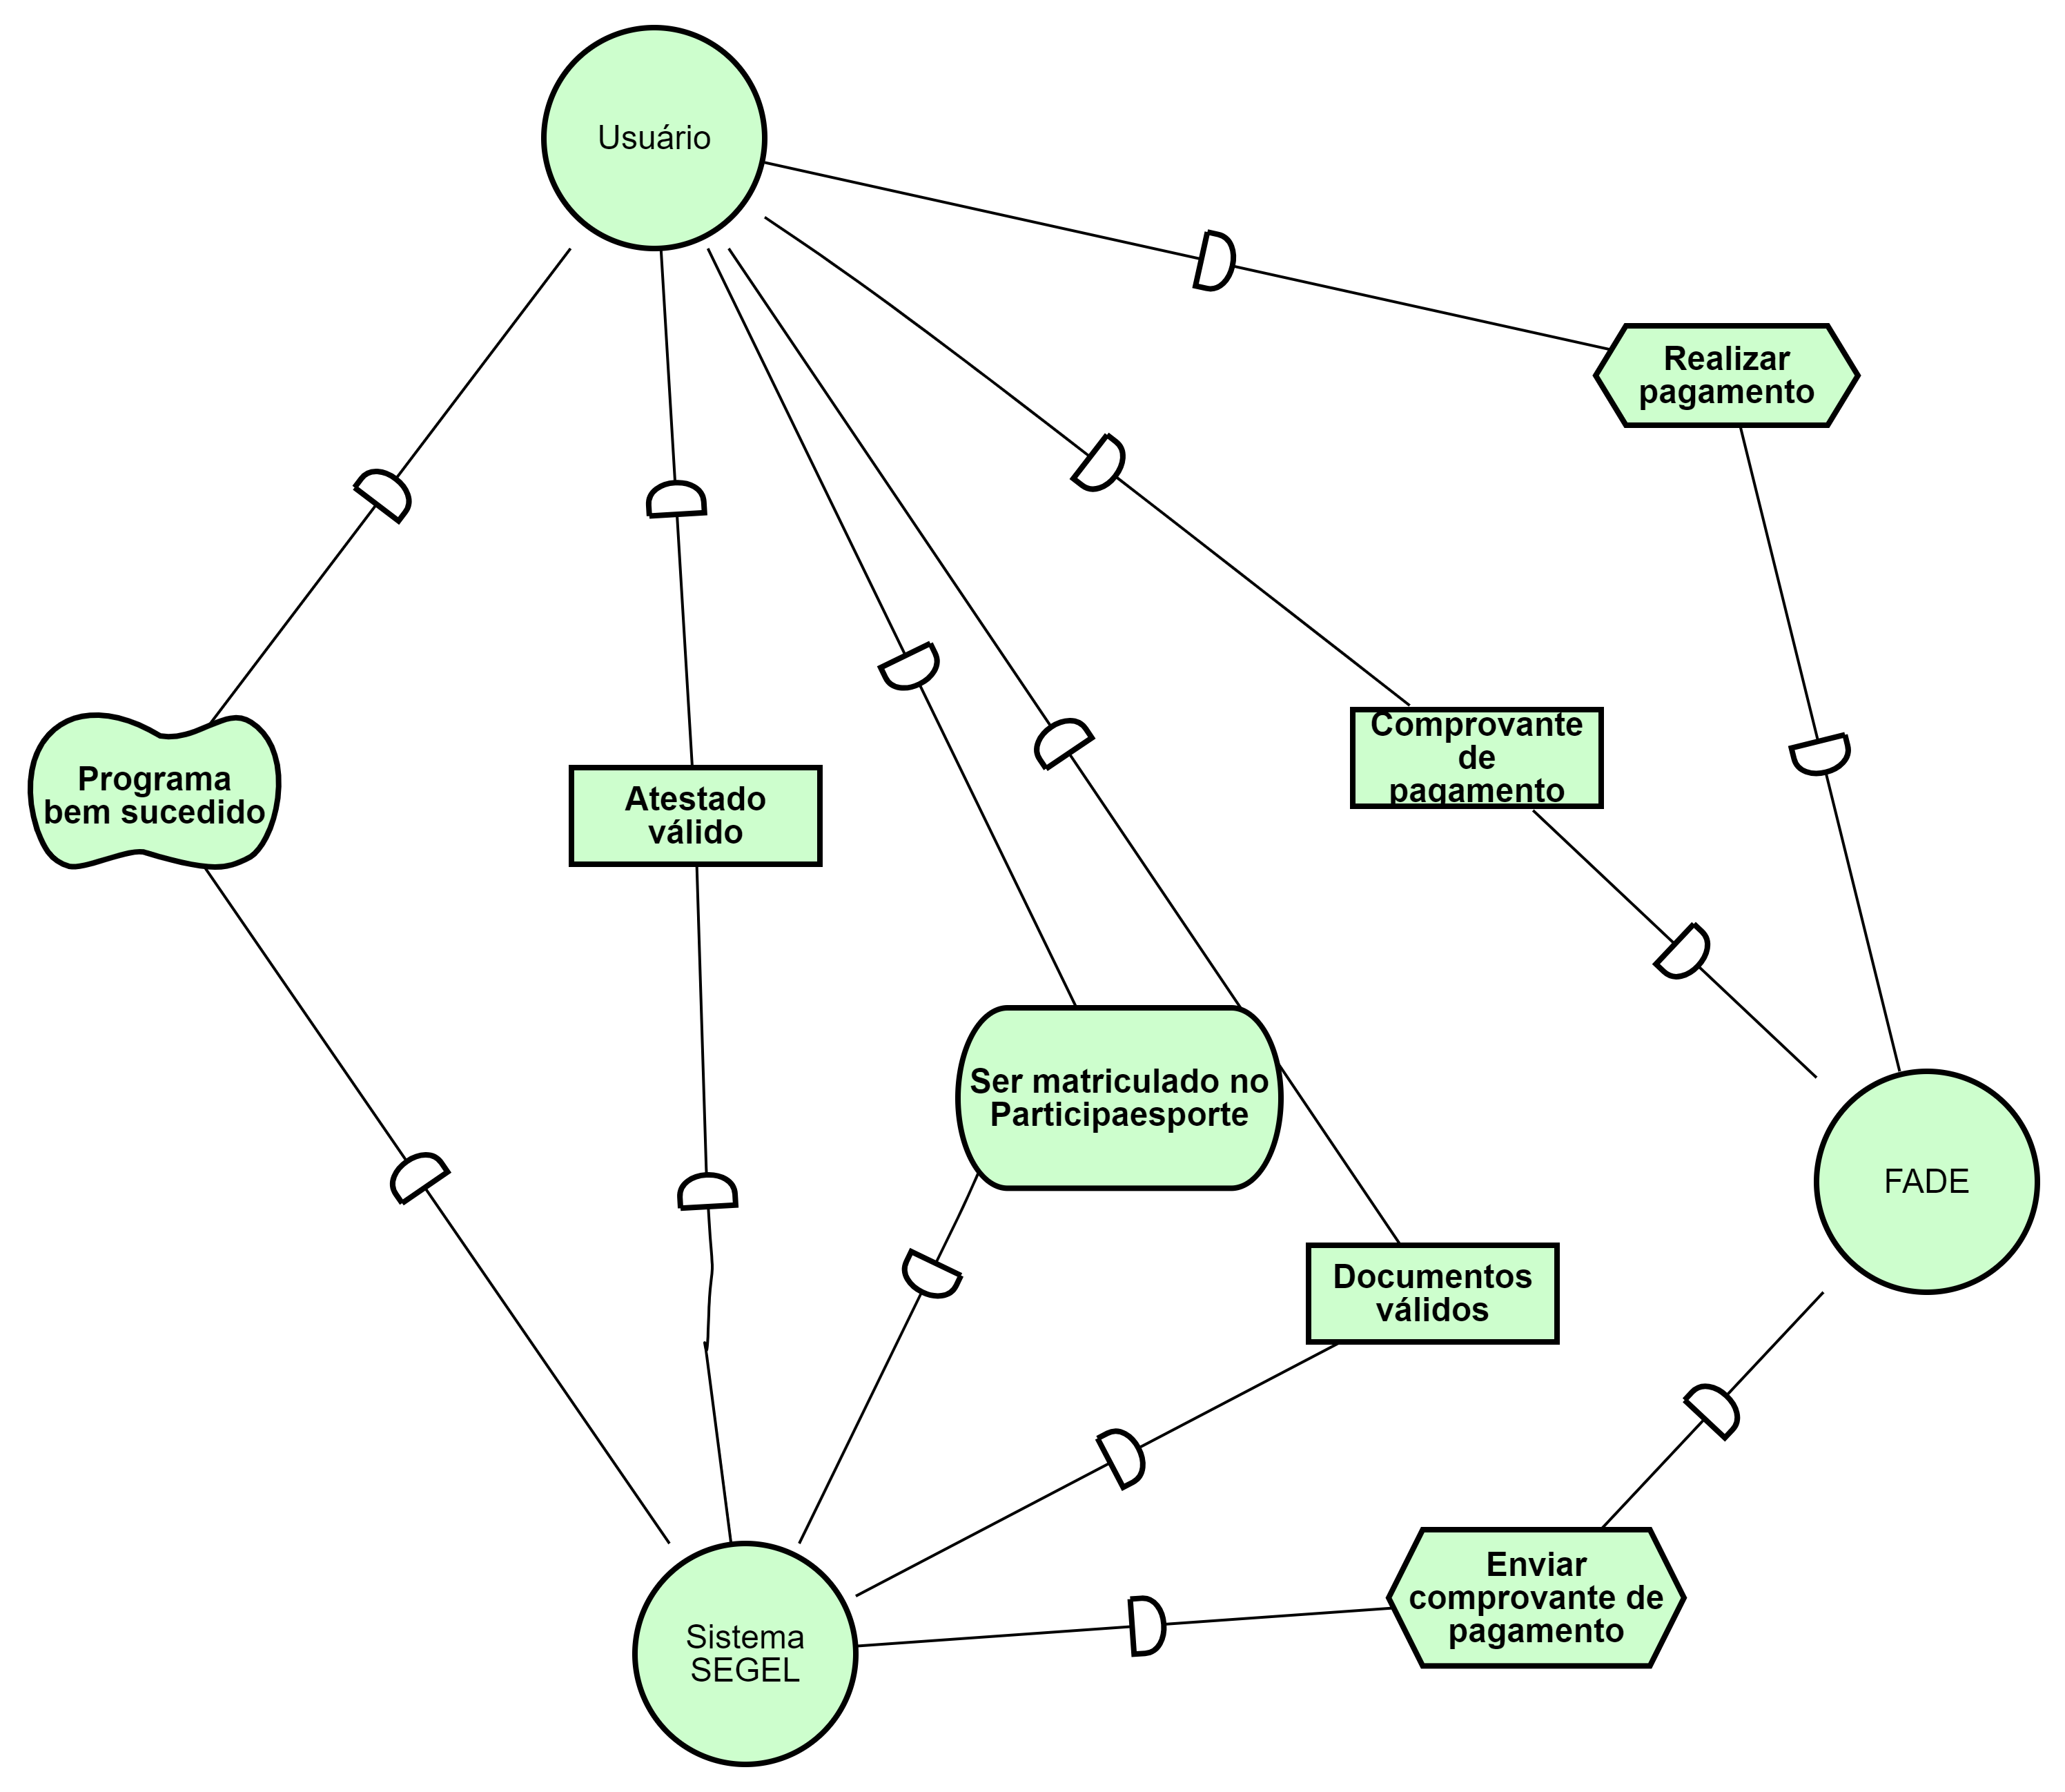 Usuário
Realizar
pagamento
Comprovante
de
pagamento
Programa
bem sucedido
Atestado
válido
Ser matriculado no
Participaesporte
FADE
Documentos
válidos
Enviar
comprovante de
pagamento
Sistema
SEGEL